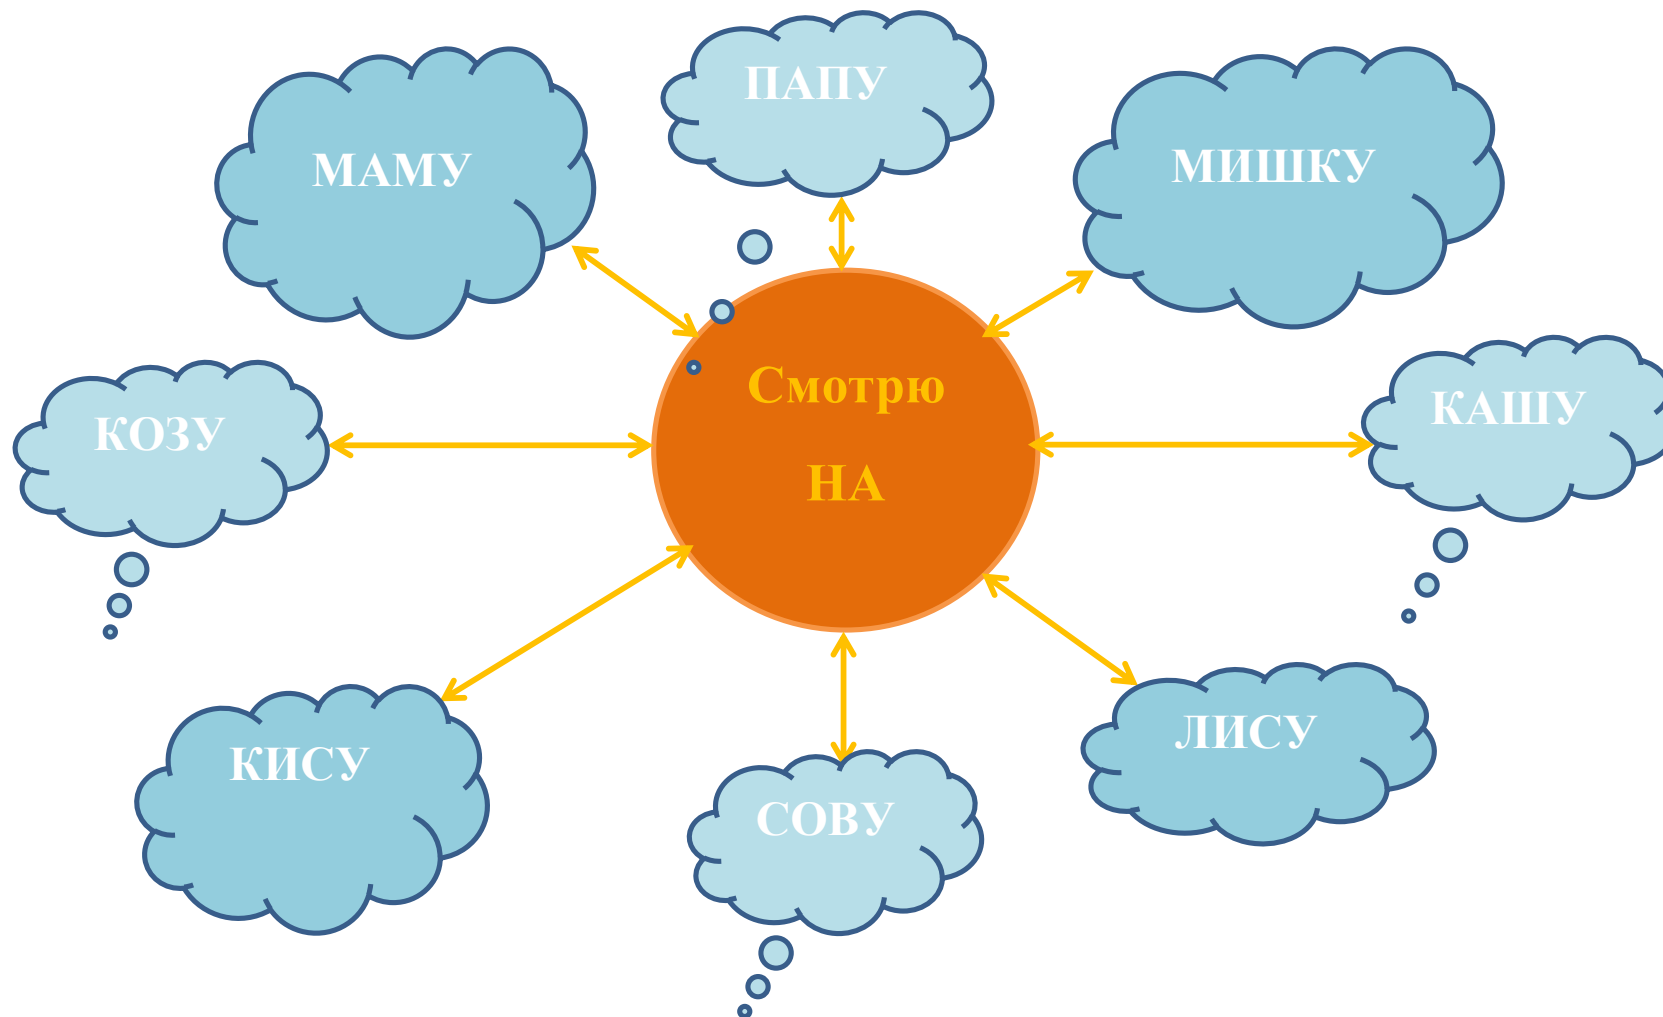 ПАПУ
МАМУ
МИШКУ
Смотрю
НА
КОЗУ
КАШУ
КИСУ
ЛИСУ
СОВУ